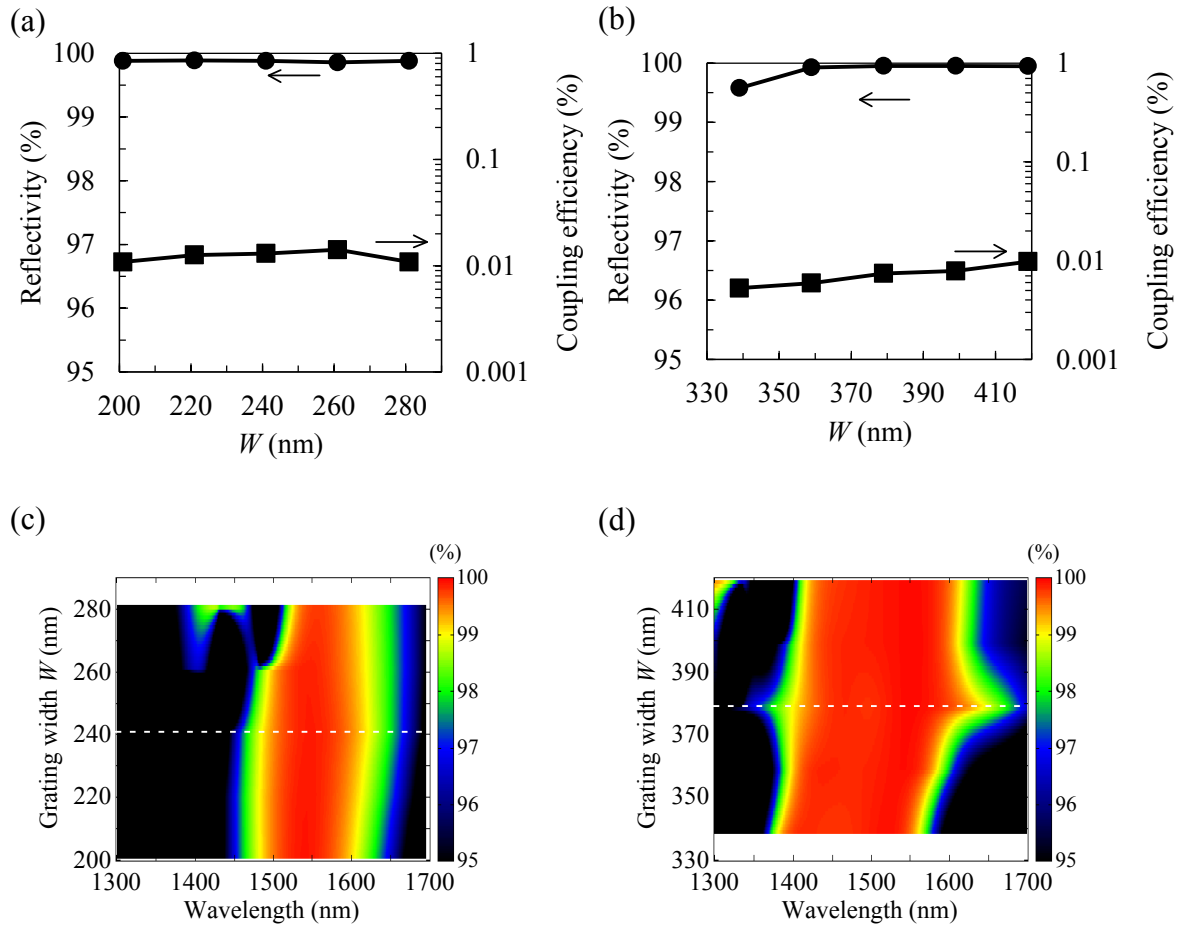 (a)
100
99
98
97
96
95
Reflectivity (%)
1
0.1
0.01
0.001
Coupling efficiency (%)
200 220 240 260 280
W (nm)
(b)
100
99
98
97
96
95
Reflectivity (%)
1
0.1
0.01
0.001
Coupling efficiency (%)
330 350 370 390 410
W (nm)
(c)
(%)
280
260
240
220
200
Grating width W (nm)
1300 1400 1500 1600 1700
Wavelength (nm)
100
99
98
97
96
95
(d)
(%)
410
390
370
350
330
Grating width W (nm)
1300 1400 1500 1600 1700
Wavelength (nm)
100
99
98
97
96
95